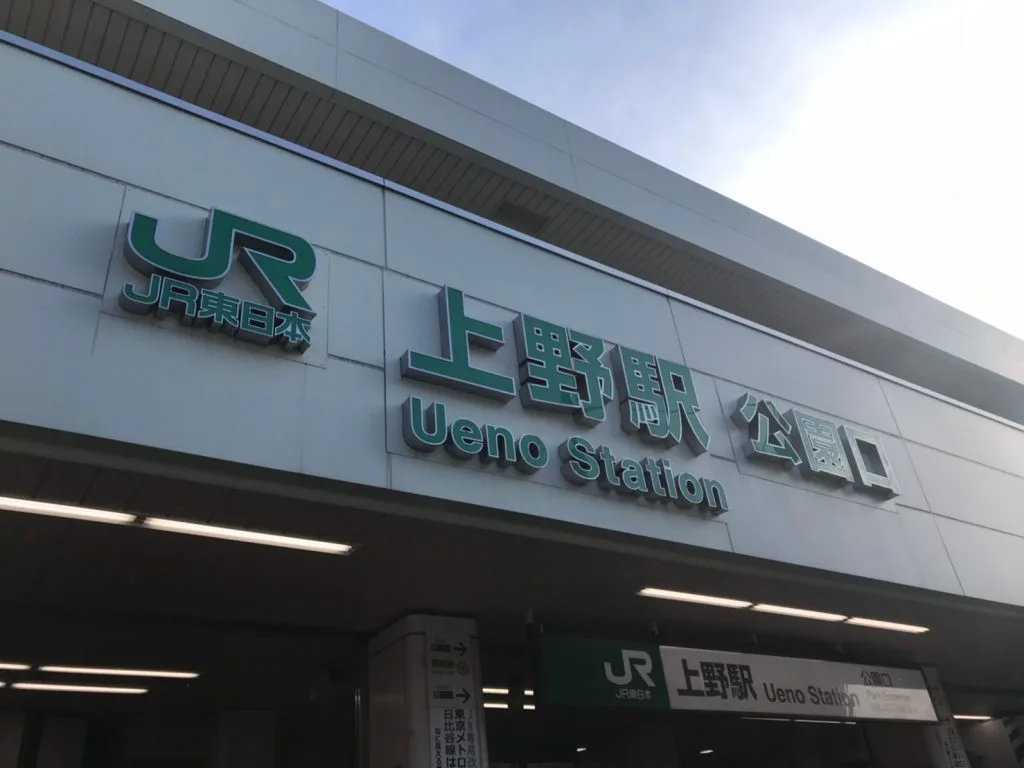 JR
JR東日本
上野駅 公園口
Ueno Station
JR
JR東日本
上野駅 Ueno Station
公園口
Park Entrance
東京メトロ
日比谷線は